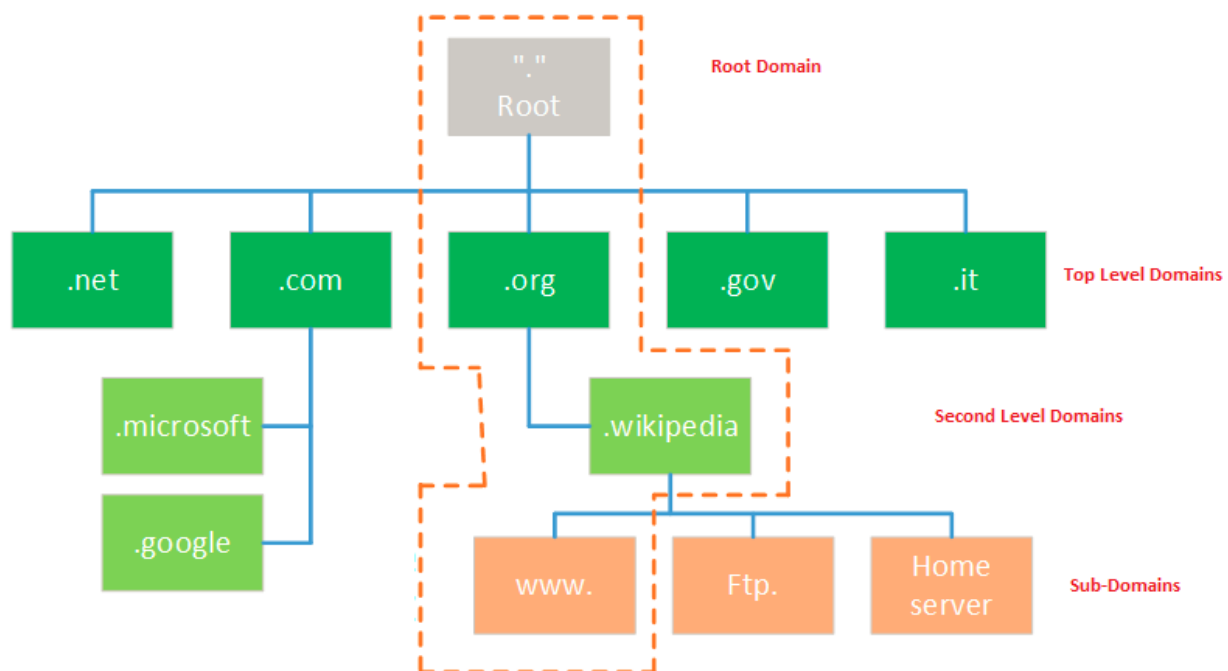 "."
Root
Root Domain
.net
.com
.org
.gov
.it
Top Level Domains
.microsoft
.wikipedia
Second Level Domains
.google
www.
Ftp.
Home
server
Sub-Domains